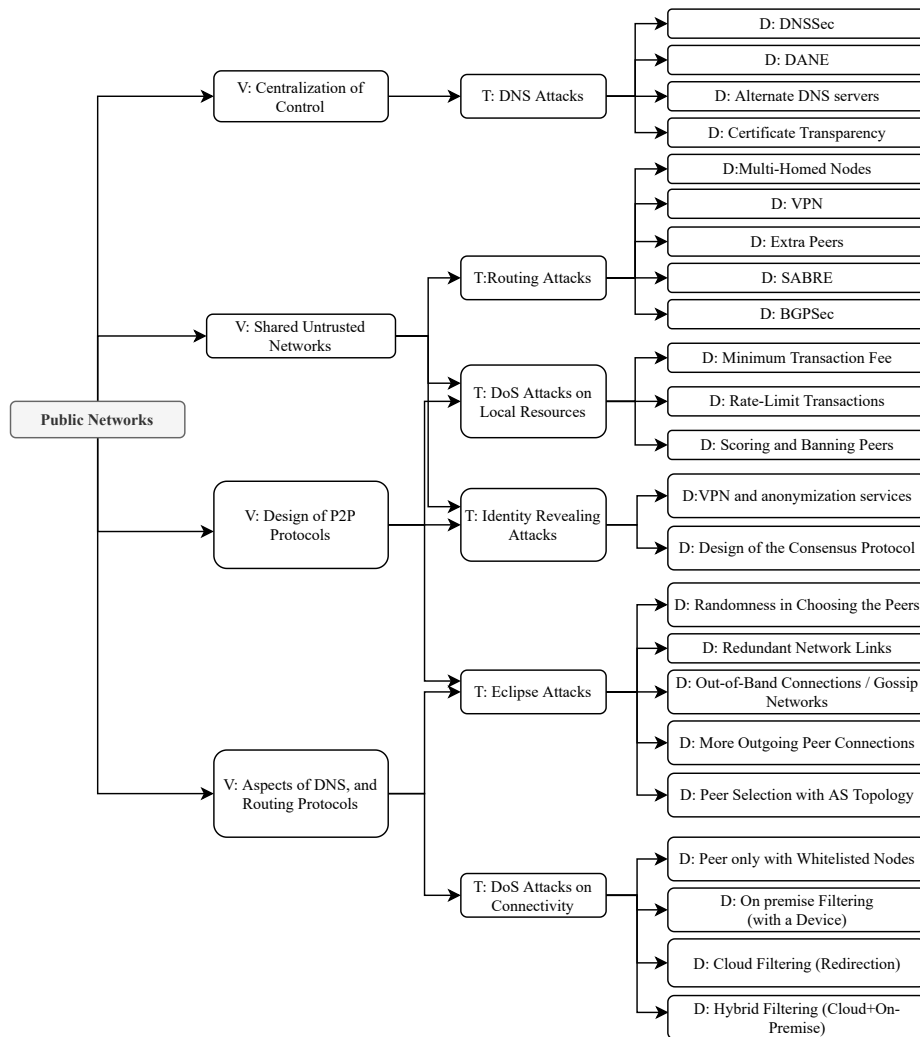 Public Networks
V: Centralization of
Control
V: Shared Untrusted
Networks
V: Design of P2P
Protocols
V: Aspects of DNS, and
Routing Protocols
T: DNS Attacks
T:Routing Attacks
T: DoS Attacks on
Local Resources
T: Identity Revealing
Attacks
T: Eclipse Attacks
T: DoS Attacks on
Connectivity
D: DNSSec
D: DANE
D: Alternate DNS servers
D: Certificate Transparency
D:Multi-Homed Nodes
D: VPN
D: Extra Peers
D: SABRE
D: BGPSec
D: Minimum Transaction Fee
D: Rate-Limit Transactions
D: Scoring and Banning Peers
D:VPN and anonymization services
D: Design of the Consensus Protocol
D: Randomness in Choosing the Peers
D: Redundant Network Links
D: Out-of-Band Connections / Gossip
Networks
D: More Outgoing Peer Connections
D: Peer Selection with AS Topology
D: Peer only with Whitelisted Nodes
D: On premise Filtering
(with a Device)
D: Cloud Filtering (Redirection)
D: Hybrid Filtering (Cloud+On-
Premise)